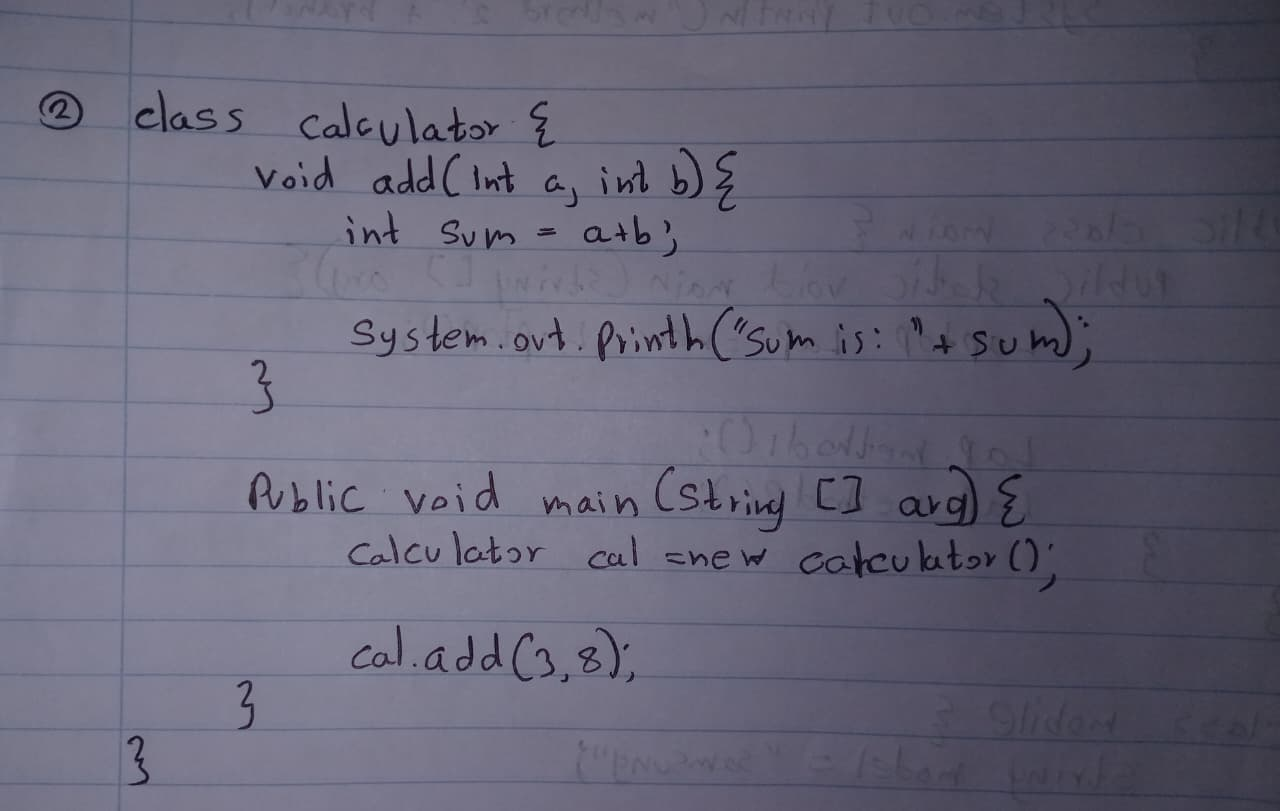 ② class calculator {
void add(Int a, int b){
int sum = a+b;
System.out.println("Sum is: "+ sum);
}
Public void main (String [] arg) {
calculator cal =new calculator();
cal.add(3,8);
}
}